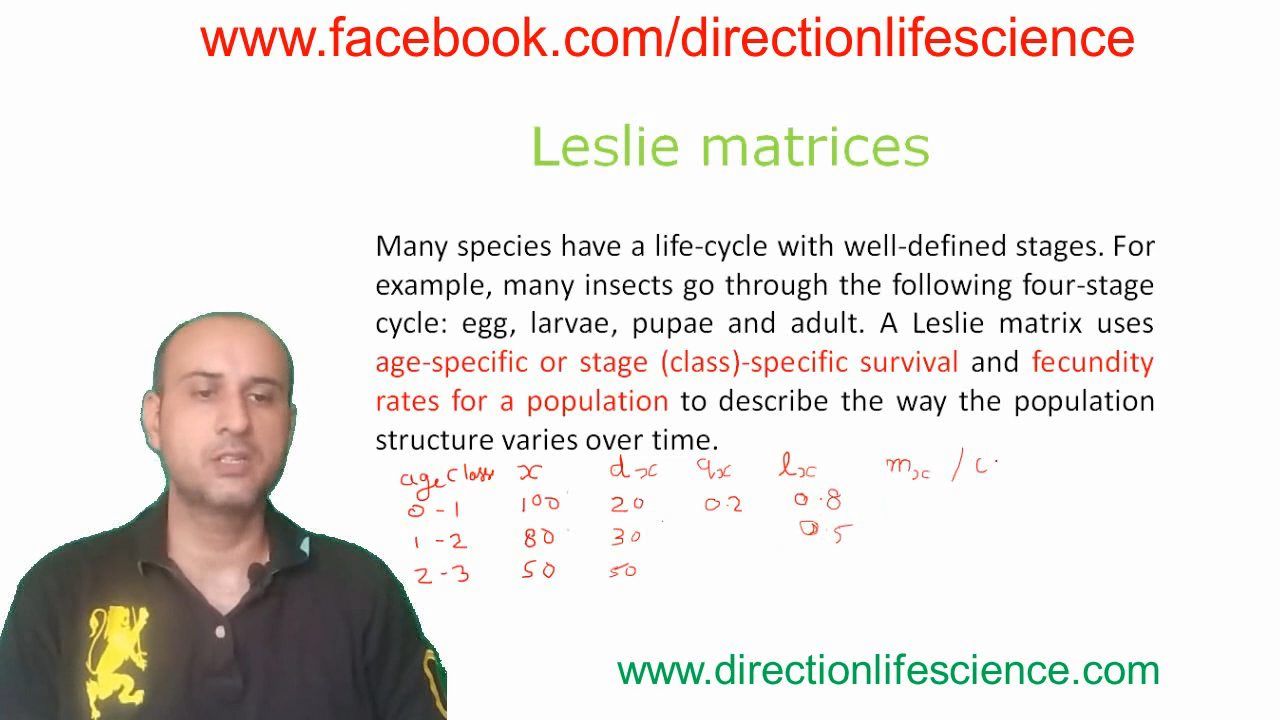 www.facebook.com/directionlifescience
Leslie matrices
Many species have a life-cycle with well-defined stages. For
example, many insects go through the following four-stage
cycle: egg, larvae, pupae and adult. A Leslie matrix uses
age-specific or stage (class)-specific survival and fecundity
rates for a population to describe the way the population
structure varies over time.
age class x dx qx lx mx / c
0-1 100 20 0.2 0.8
1-2 80 30 0.5
2-3 50 50
www.directionlifescience.com